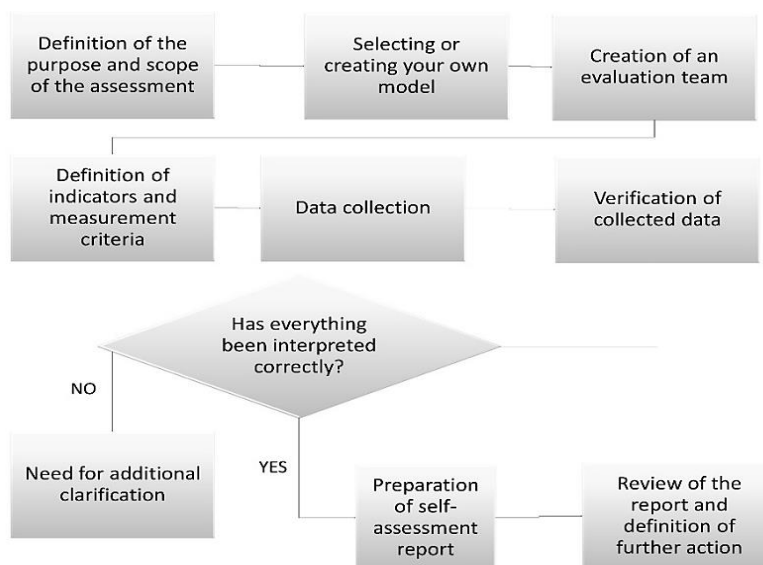 Definition of the
purpose and scope
of the assessment
Selecting or
creating your own
model
Creation of an
evaluation team
Definition of
indicators and
measurement
criteria
Data collection
Verification of
collected data
Has everything
been interpreted
correctly?
NO
Need for additional
clarification
YES
Preparation
of self-
assessment
report
Review of the
report and
definition of
further action